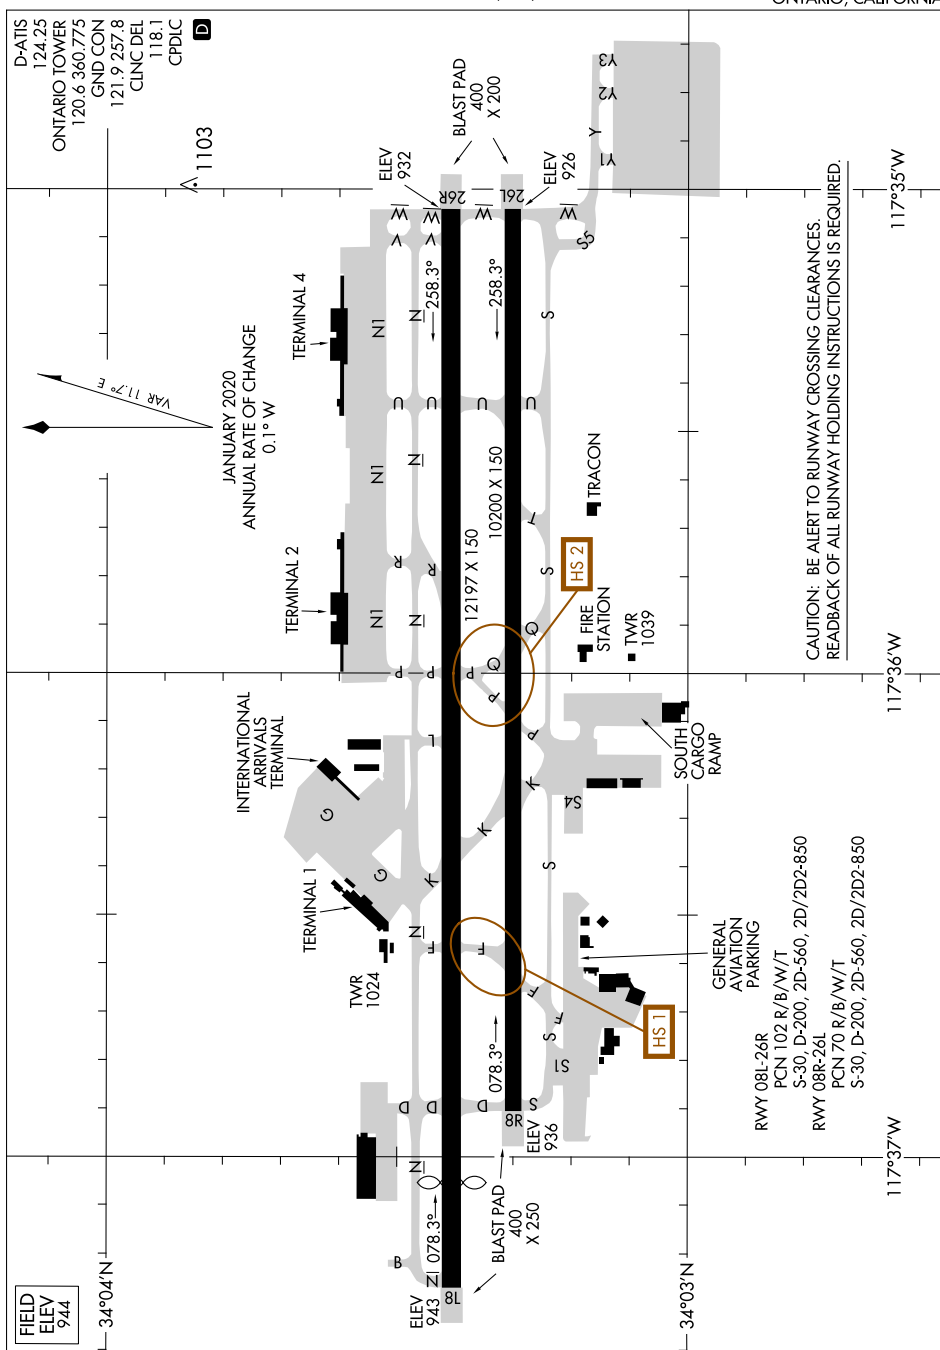 ONTARIO, CALIFORNIA
D-ATIS
124.25
ONTARIO TOWER
120.6 360.775
GND CON
121.9 257.8
CLNC DEL
118.1
CPDLC
D
FIELD
ELEV
944
VAR 11.7° E
JANUARY 2020
ANNUAL RATE OF CHANGE
0.1° W
1103
TERMINAL 4
TERMINAL 2
INTERNATIONAL
ARRIVALS
TERMINAL
TERMINAL 1
TWR
1024
ELEV
932
BLAST PAD
400
X 200
ELEV
926
26R
26L
258.3°
258.3°
12197 X 150
10200 X 150
078.3°
078.3°
8L
8R
ELEV
943
ELEV
936
BLAST PAD
400
X 250
HS 1
HS 2
TRACON
FIRE
STATION
TWR
1039
SOUTH
CARGO
RAMP
GENERAL
AVIATION
PARKING
B
N
N
N
N
N
N
N1
N1
N1
D
D
D
F
F
F
F
G
G
K
K
K
L
P
P
P
P
P
Q
Q
R
R
T
U
U
U
U
V
V
W
W
W
W
S
S
S
S
S
S1
S4
S5
Y
Y1
Y2
Y3
RWY 08L-26R
PCN 102 R/B/W/T
S-30, D-200, 2D-560, 2D/2D2-850
RWY 08R-26L
PCN 70 R/B/W/T
S-30, D-200, 2D-560, 2D/2D2-850
CAUTION: BE ALERT TO RUNWAY CROSSING CLEARANCES.
READBACK OF ALL RUNWAY HOLDING INSTRUCTIONS IS REQUIRED.
34°04'N
34°03'N
117°35'W
117°36'W
117°37'W